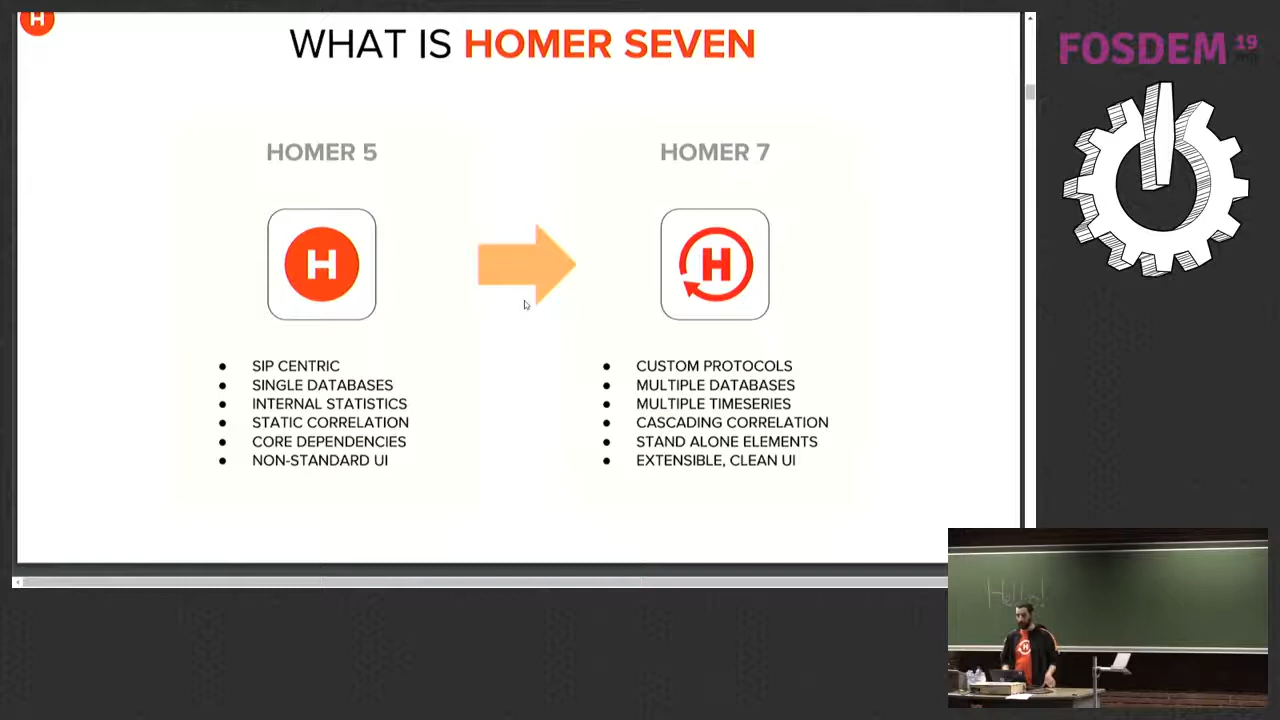 H
WHAT IS HOMER SEVEN
FOSDEM 19
HOMER 5
HOMER 7
H
H
SIP CENTRIC
SINGLE DATABASES
INTERNAL STATISTICS
STATIC CORRELATION
CORE DEPENDENCIES
NON-STANDARD UI
CUSTOM PROTOCOLS
MULTIPLE DATABASES
MULTIPLE TIMESERIES
CASCADING CORRELATION
STAND ALONE ELEMENTS
EXTENSIBLE, CLEAN UI
Hello!